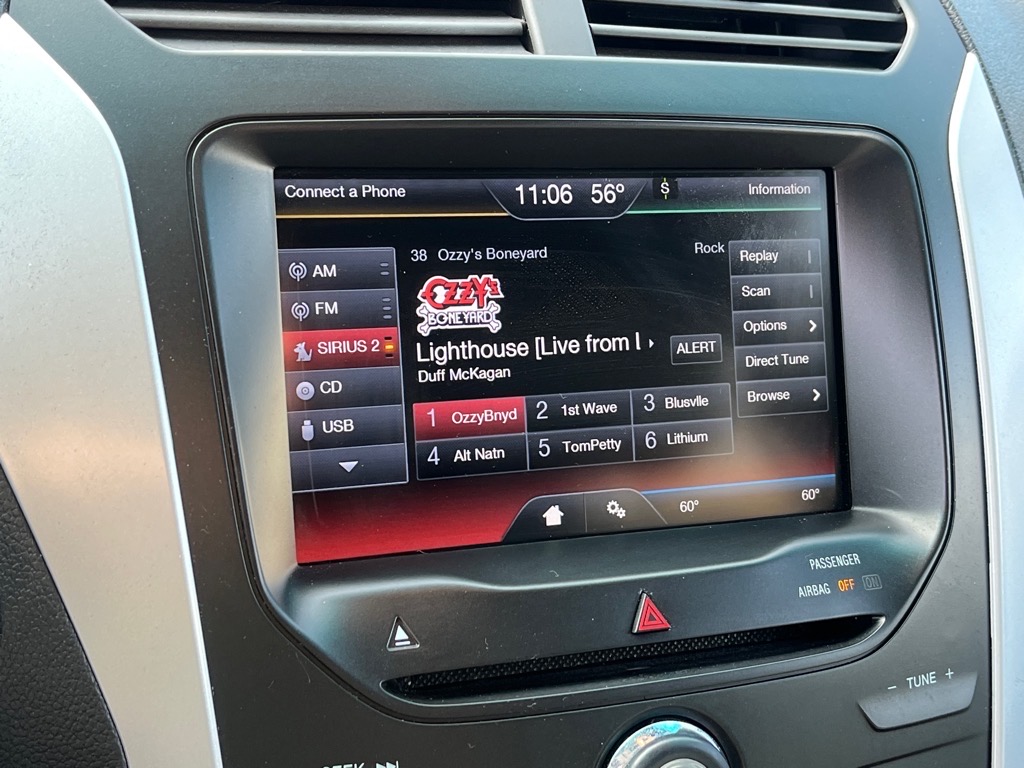 Connect a Phone 11:06 56° S Information
38 Ozzy's Boneyard Rock
OZZY'S
BONEYARD
Lighthouse [Live from l
Duff McKagan
ALERT
AM
FM
SIRIUS 2
CD
USB
1 OzzyBnyd 2 1st Wave 3 Blusvlle
4 Alt Natn 5 TomPetty 6 Lithium
Replay
Scan
Options
Direct Tune
Browse
60° 60°
PASSENGER
AIRBAG OFF ON
- TUNE +
SEEK